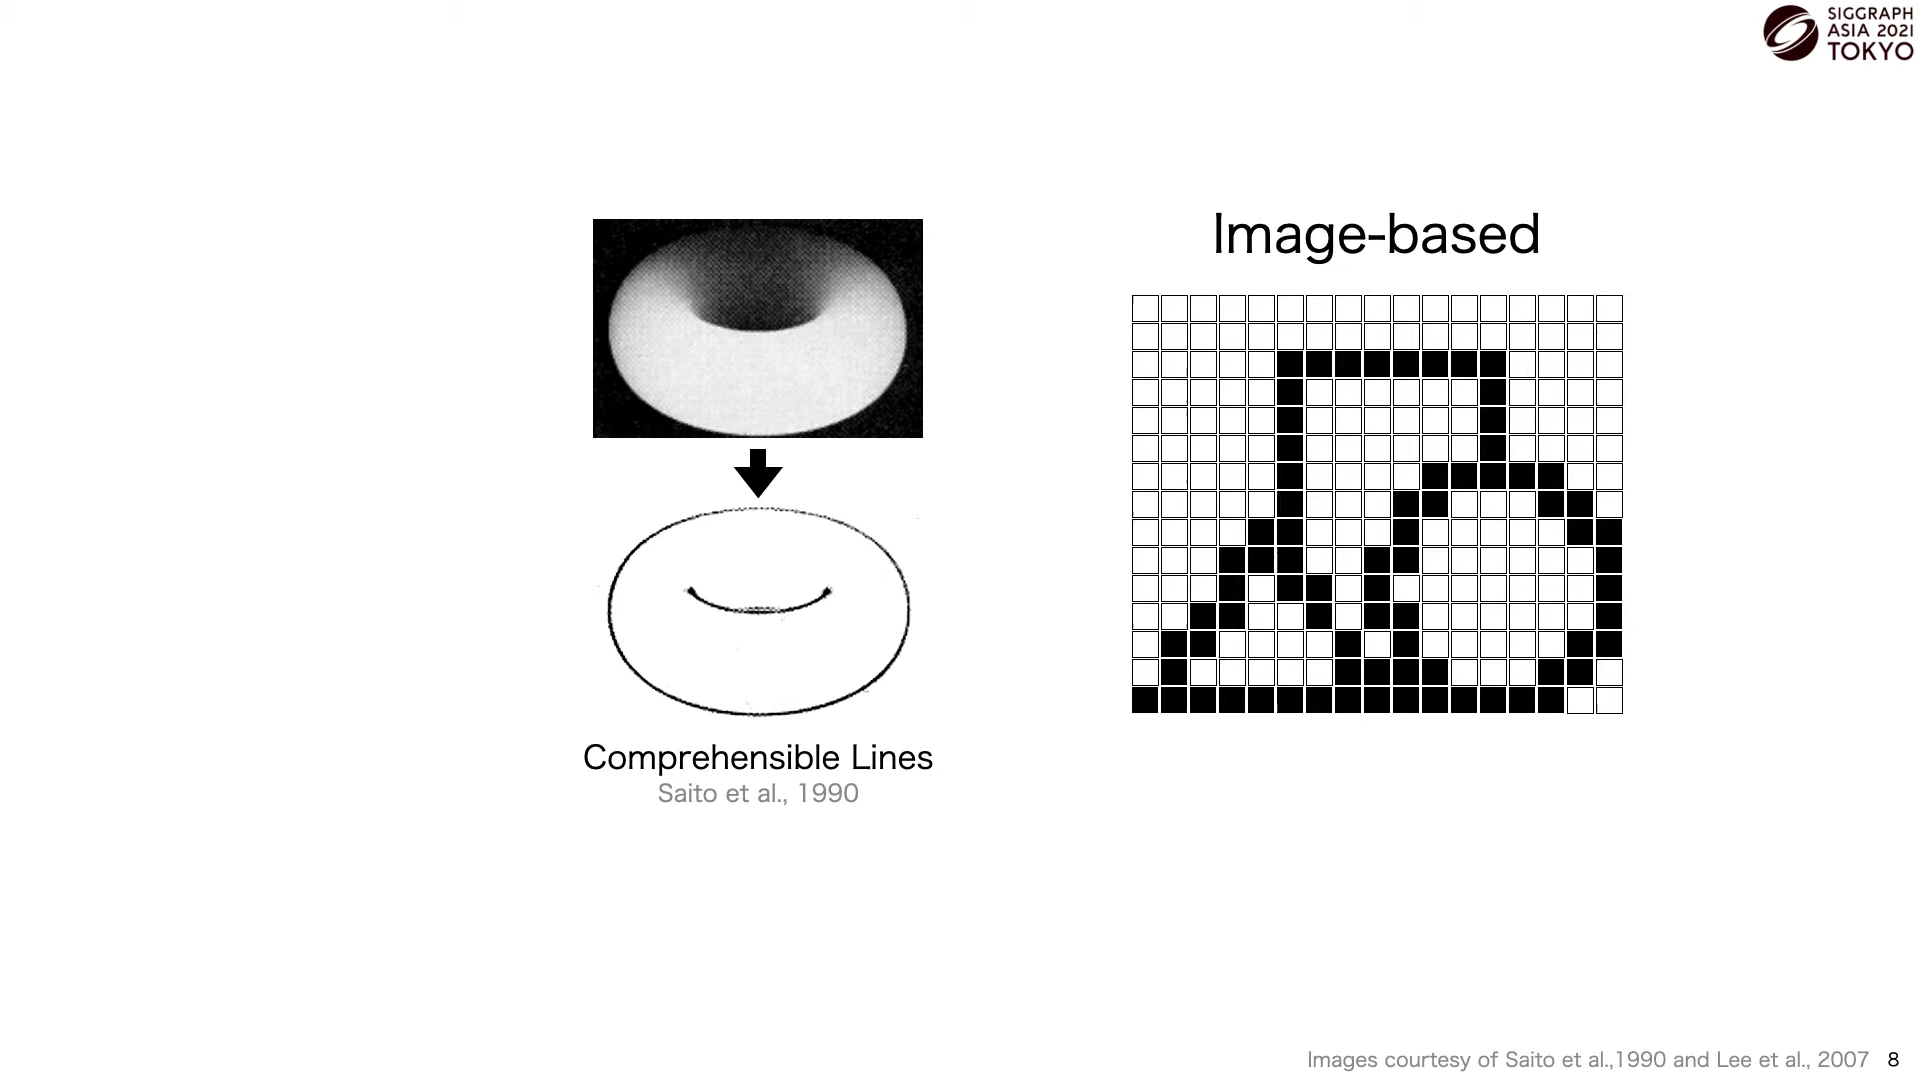 SIGGRAPH
ASIA 2021
TOKYO
Image-based
Comprehensible Lines
Saito et al., 1990
Images courtesy of Saito et al.,1990 and Lee et al., 2007
8